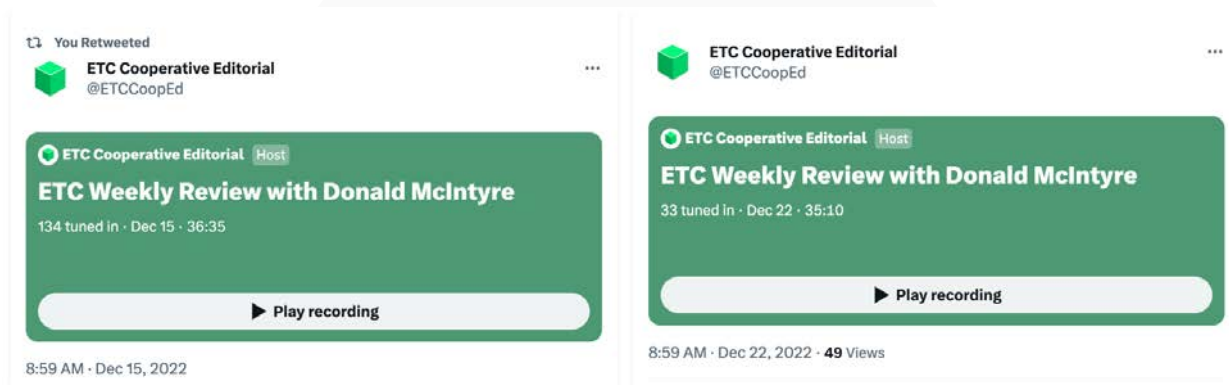 You Retweeted
ETC Cooperative Editorial
@ETCCoopEd
ETC Cooperative Editorial Host
ETC Weekly Review with Donald McIntyre
134 tuned in · Dec 15 · 36:35
Play recording
8:59 AM · Dec 15, 2022
ETC Cooperative Editorial
@ETCCoopEd
ETC Cooperative Editorial Host
ETC Weekly Review with Donald McIntyre
33 tuned in · Dec 22 · 35:10
Play recording
8:59 AM · Dec 22, 2022 · 49 Views